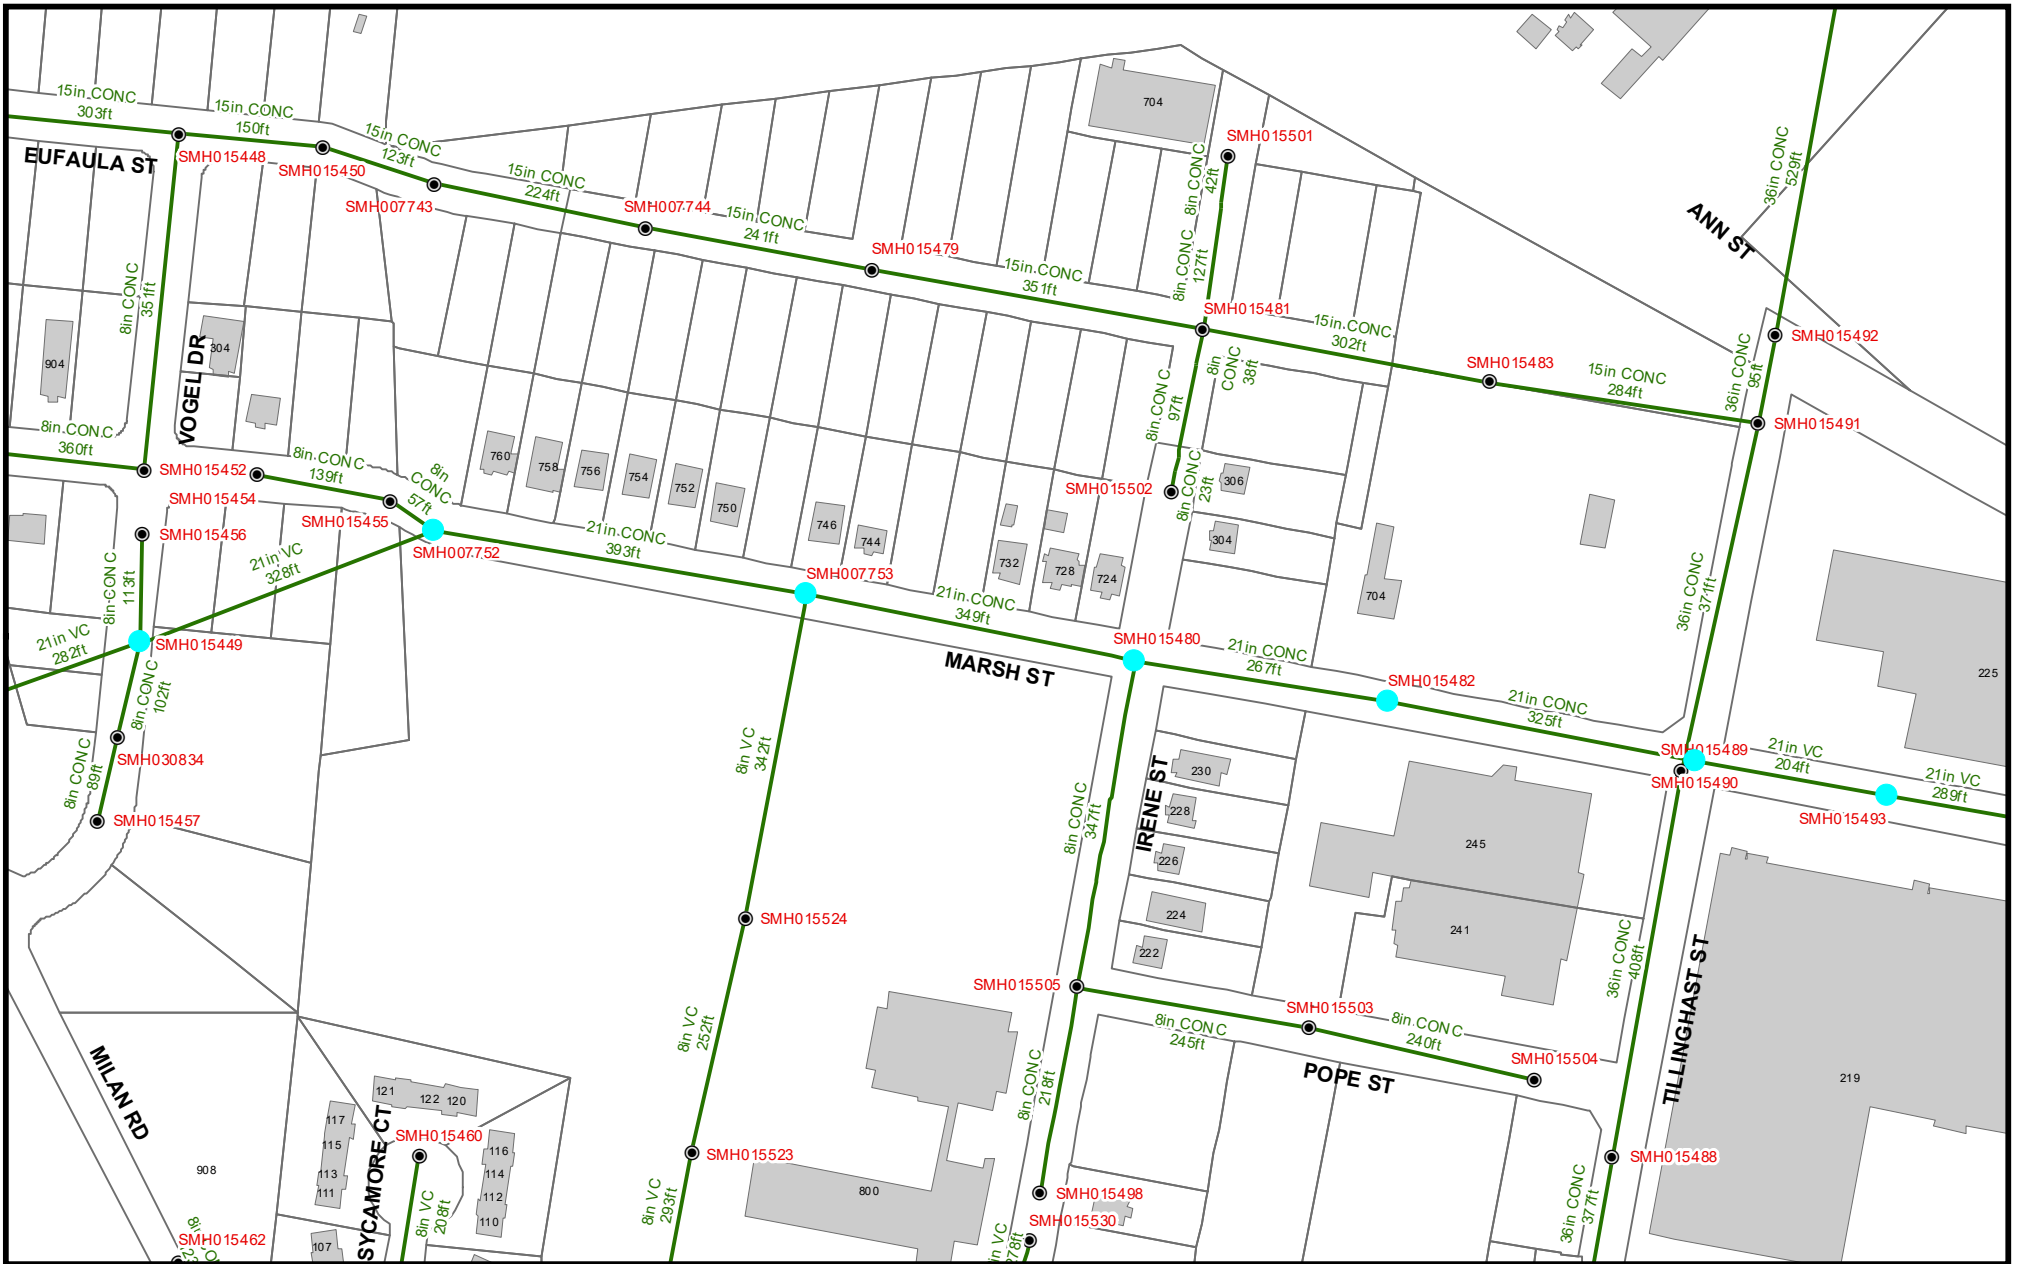 15in CONC
303ft
15in CONC
150ft
15in CONC
123ft
15in CONC
224ft
15in CONC
241ft
15in CONC
351ft
15in CONC
302ft
15in CONC
284ft
EUFAULA ST
SMH015448
SMH015450
SMH007743
SMH007744
SMH015479
SMH015481
SMH015483
SMH015501
704
8in CONC
42ft
8in CONC
127ft
36in CONC
529ft
ANN ST
SMH015492
36in CONC
95ft
SMH015491
8in CONC
351ft
VOGEL DR
304
904
8in CONC
360ft
SMH015452
SMH015454
8in CONC
139ft
SMH015455
8in
CONC
57ft
SMH007752
760
758
756
754
752
750
746
744
732
728
724
8in
CONC
38ft
8in CONC
97ft
8in CONC
23ft
SMH015502
306
304
704
36in CONC
371ft
225
SMH015456
8in CONC
113ft
21in VC
328ft
21in VC
282ft
SMH015449
8in CONC
102ft
SMH030834
8in CONC
89ft
SMH015457
21in CONC
393ft
SMH007753
21in CONC
349ft
SMH015480
MARSH ST
21in CONC
267ft
SMH015482
21in CONC
325ft
SMH015489
SMH015490
21in VC
204ft
21in VC
289ft
SMH015493
8in VC
342ft
SMH015524
8in VC
252ft
SMH015523
8in VC
293ft
8in CONC
347ft
IRENE ST
230
228
226
224
222
245
241
SMH015505
8in CONC
245ft
SMH015503
8in CONC
240ft
SMH015504
POPE ST
36in CONC
408ft
TILLINGHAST ST
219
SMH015488
36in CONC
377ft
8in CONC
218ft
SMH015498
SMH015530
800
MILAN RD
908
SMH015462
121
122
120
117
115
113
111
107
SYCAMORE CT
SMH015460
8in VC
208ft
116
114
112
110